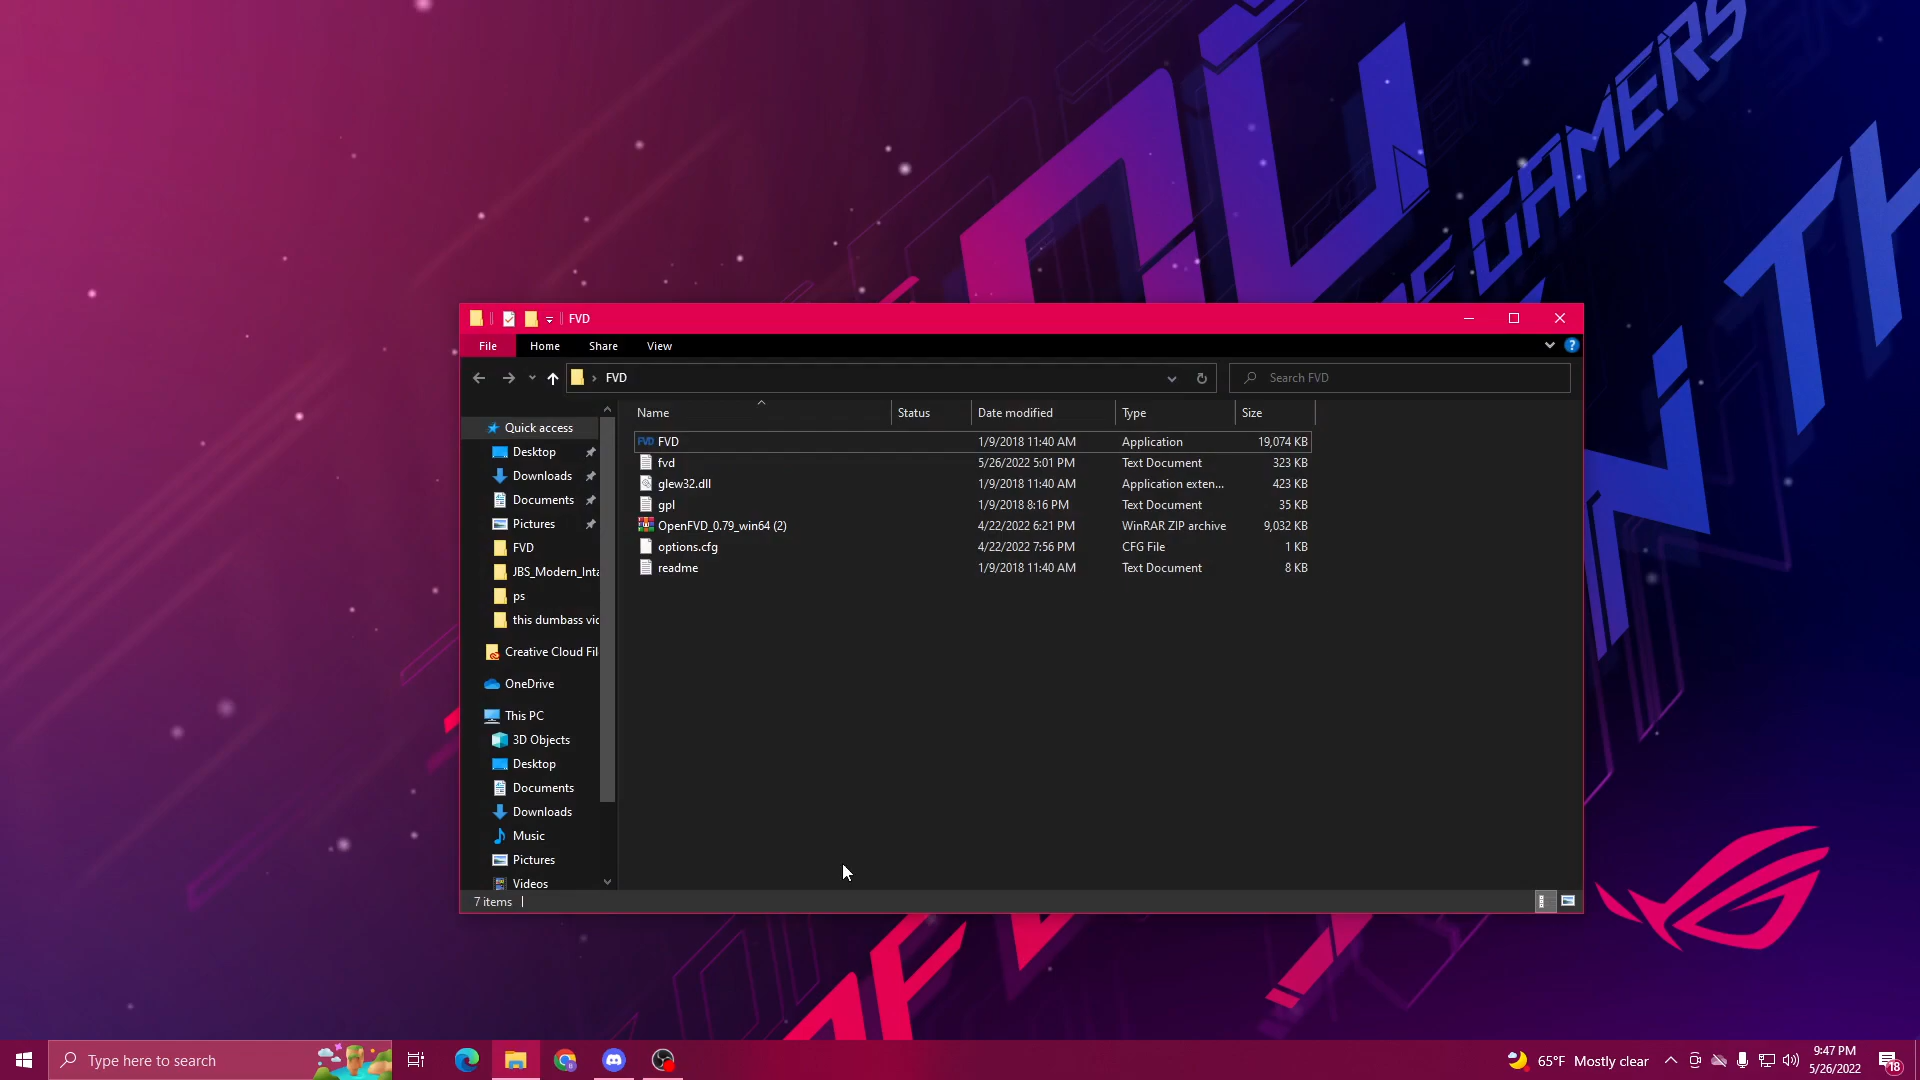 GAMERS
FVD
File Home Share View
FVD
Search FVD
Name Status Date modified Type Size
FVD 1/9/2018 11:40 AM Application 19,074 KB
fvd 5/26/2022 5:01 PM Text Document 323 KB
glew32.dll 1/9/2018 11:40 AM Application exten... 423 KB
gpl 1/9/2018 8:16 PM Text Document 35 KB
OpenFVD_0.79_win64 (2) 4/22/2022 6:21 PM WinRAR ZIP archive 9,032 KB
options.cfg 4/22/2022 7:56 PM CFG File 1 KB
readme 1/9/2018 11:40 AM Text Document 8 KB
Quick access
Desktop
Downloads
Documents
Pictures
FVD
JBS_Modern_Inta
ps
this dumbass vid
Creative Cloud Fil
OneDrive
This PC
3D Objects
Desktop
Documents
Downloads
Music
Pictures
Videos
7 items
Type here to search
65°F Mostly clear
9:47 PM
5/26/2022
18